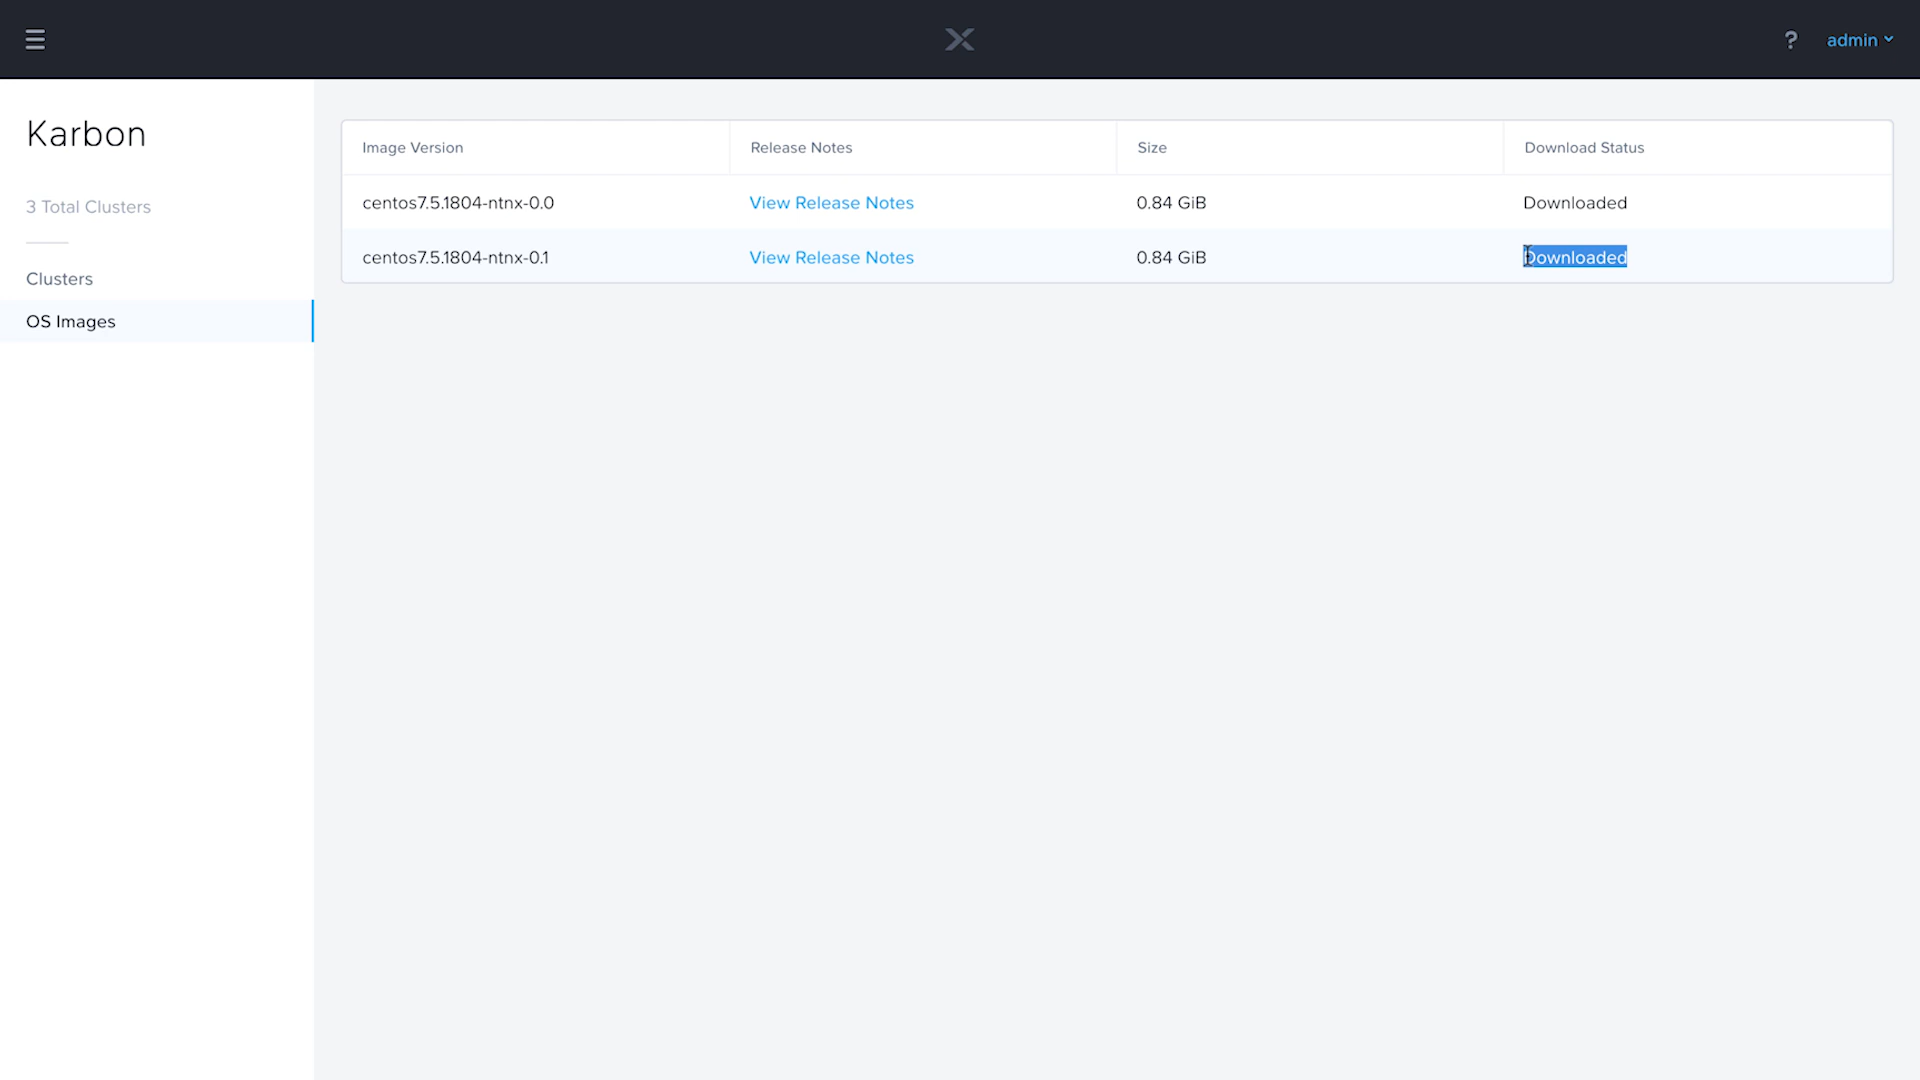 ? admin
Karbon
3 Total Clusters
Clusters
OS Images
Image Version Release Notes Size Download Status
centos7.5.1804-ntnx-0.0 View Release Notes 0.84 GiB Downloaded
centos7.5.1804-ntnx-0.1 View Release Notes 0.84 GiB Downloaded